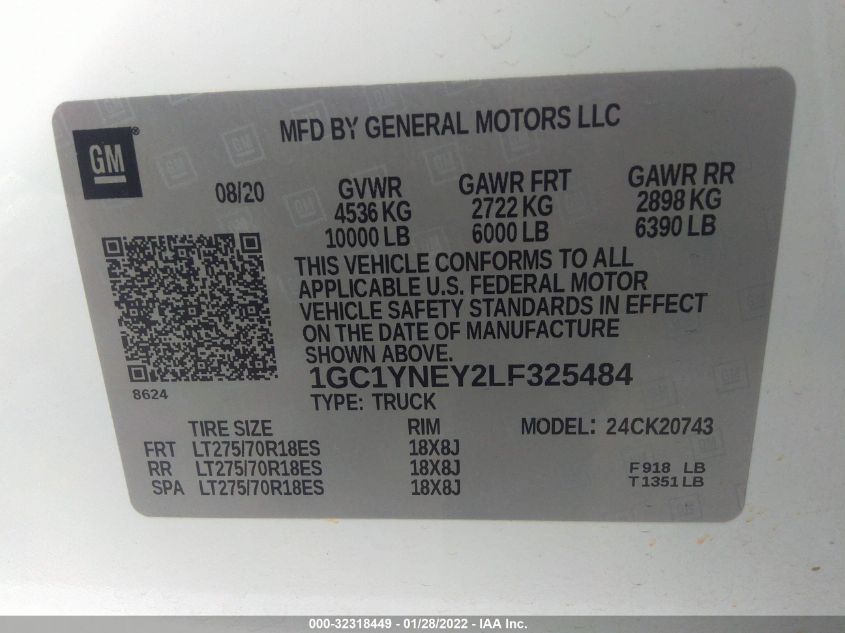 GM®
MFD BY GENERAL MOTORS LLC
08/20 GVWR GAWR FRT GAWR RR
4536 KG 2722 KG 2898 KG
10000 LB 6000 LB 6390 LB
THIS VEHICLE CONFORMS TO ALL
APPLICABLE U.S. FEDERAL MOTOR
VEHICLE SAFETY STANDARDS IN EFFECT
ON THE DATE OF MANUFACTURE
SHOWN ABOVE.
8624
1GC1YNEY2LF325484
TYPE: TRUCK
TIRE SIZE RIM MODEL: 24CK20743
FRT LT275/70R18ES 18X8J
RR LT275/70R18ES 18X8J F 918 LB
SPA LT275/70R18ES 18X8J T 1351 LB
000-32318449 - 01/28/2022 - IAA Inc.